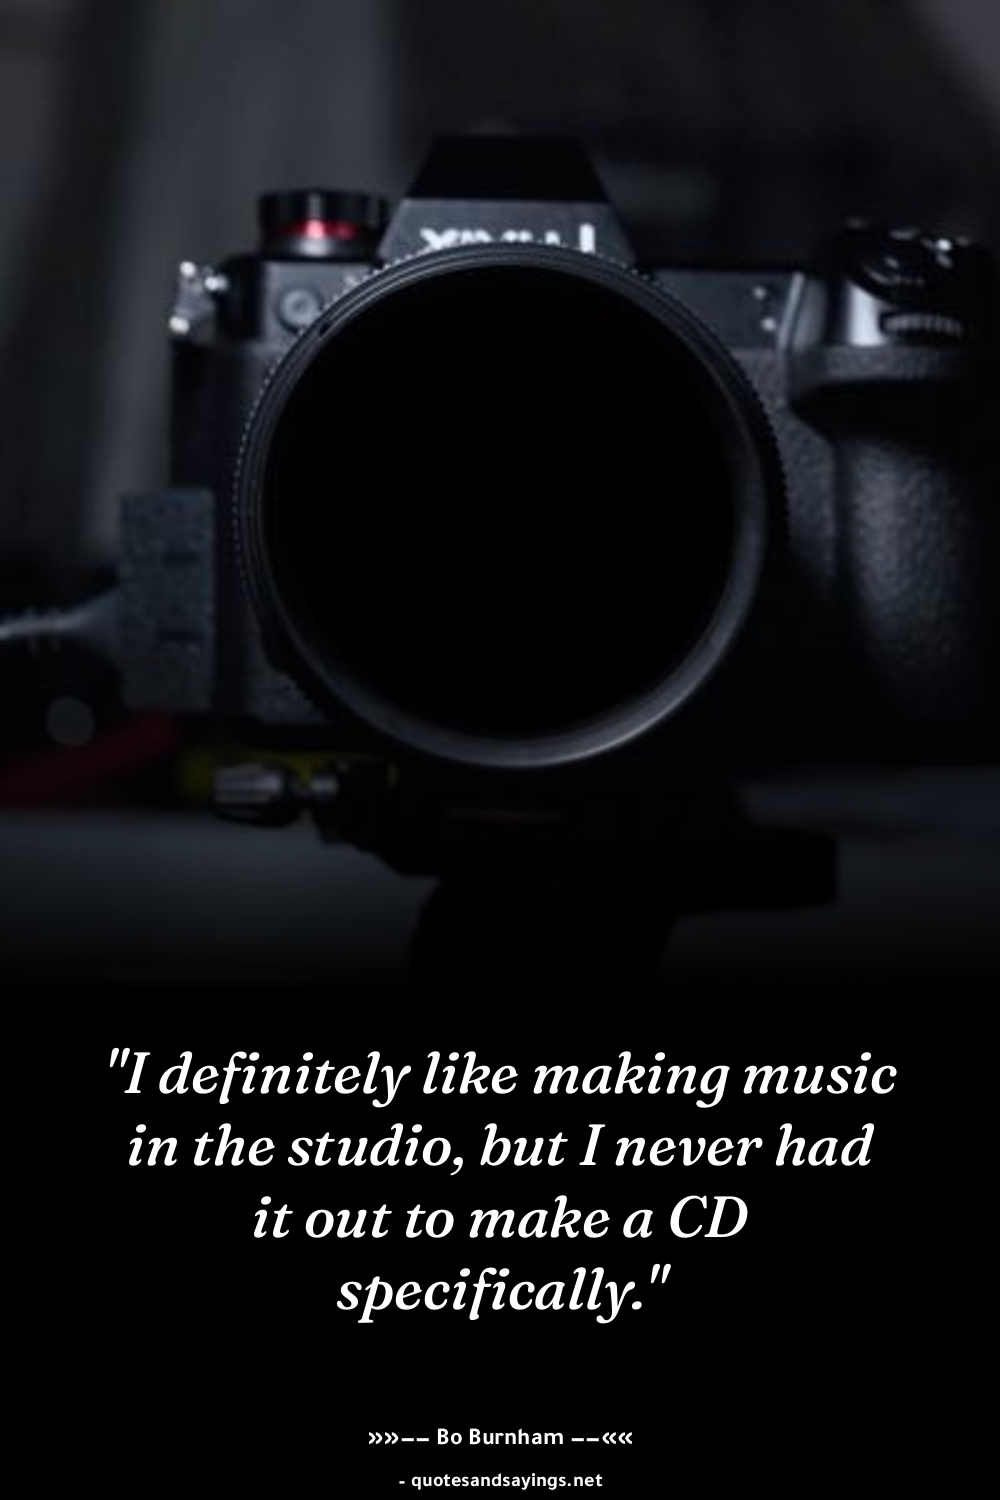 "I definitely like making music
in the studio, but I never had
it out to make a CD
specifically."
»»—— Bo Burnham ——««
- quotesandsayings.net